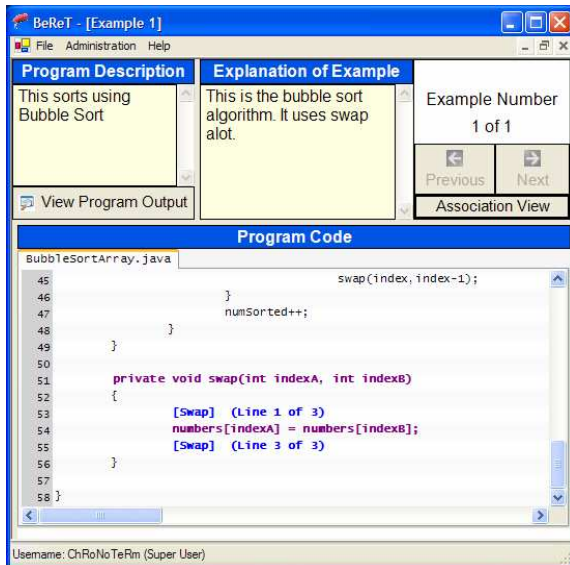 BeReT - [Example 1]
File Administration Help
Program Description
This sorts using
Bubble Sort
View Program Output
Explanation of Example
This is the bubble sort
algorithm. It uses swap
alot.
Example Number
1 of 1
Previous Next
Association View
Program Code
BubbleSortArray.java
45 swap(index,index-1);
46 }
47 numSorted++;
48 }
49 }
50
51 private void swap(int indexA, int indexB)
52 {
53 [Swap] (Line 1 of 3)
54 numbers[indexA] = numbers[indexB];
55 [Swap] (Line 3 of 3)
56 }
57
58 }
Username: ChRoNoTeRm (Super User)